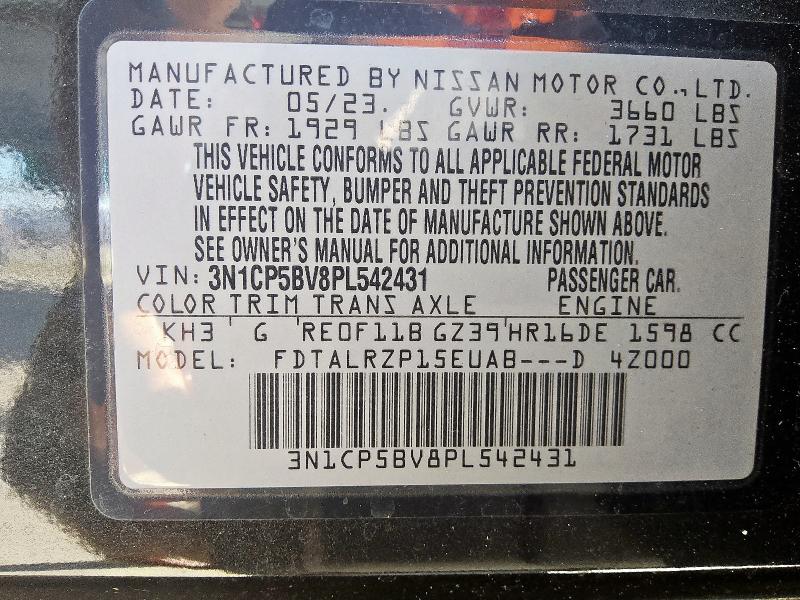 MANUFACTURED BY NISSAN MOTOR CO., LTD.
DATE: 05/23. GVWR: 3660 LBS
GAWR FR: 1929 LBS GAWR RR: 1731 LBS
THIS VEHICLE CONFORMS TO ALL APPLICABLE FEDERAL MOTOR
VEHICLE SAFETY, BUMPER AND THEFT PREVENTION STANDARDS
IN EFFECT ON THE DATE OF MANUFACTURE SHOWN ABOVE.
SEE OWNER'S MANUAL FOR ADDITIONAL INFORMATION.
VIN: 3N1CP5BV8PL542431 PASSENGER CAR.
COLOR TRIM TRANS AXLE ENGINE
KH3 ' G ' RE0F11B GZ39 ' HR16DE 1598 CC
MODEL: FDTALRZP15EUAB---D 4Z000
3N1CP5BV8PL542431